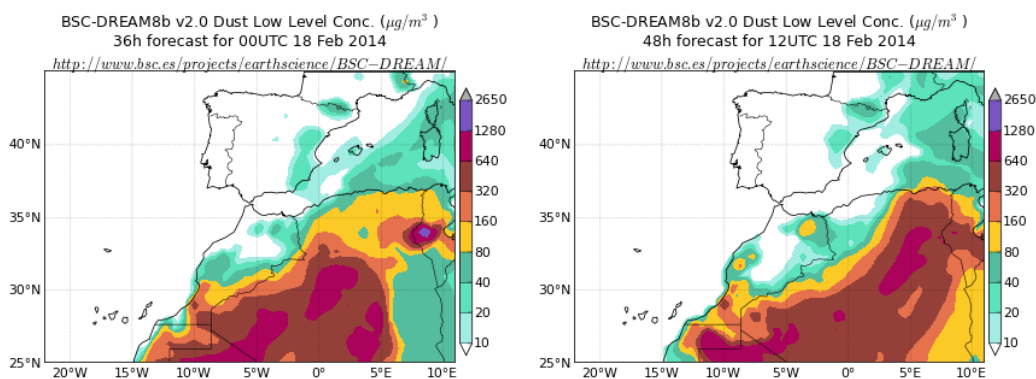 BSC-DREAM8b v2.0 Dust Low Level Conc. (μg/m³ )
36h forecast for 00UTC 18 Feb 2014
http://www.bsc.es/projects/earthscience/BSC−DREAM/
40°N
35°N
30°N
25°N
20°W 15°W 10°W 5°W 0°E 5°E 10°E
2650
1280
640
320
160
80
40
20
10
BSC-DREAM8b v2.0 Dust Low Level Conc. (μg/m³ )
48h forecast for 12UTC 18 Feb 2014
http://www.bsc.es/projects/earthscience/BSC−DREAM/
40°N
35°N
30°N
25°N
20°W 15°W 10°W 5°W 0°E 5°E 10°E
2650
1280
640
320
160
80
40
20
10